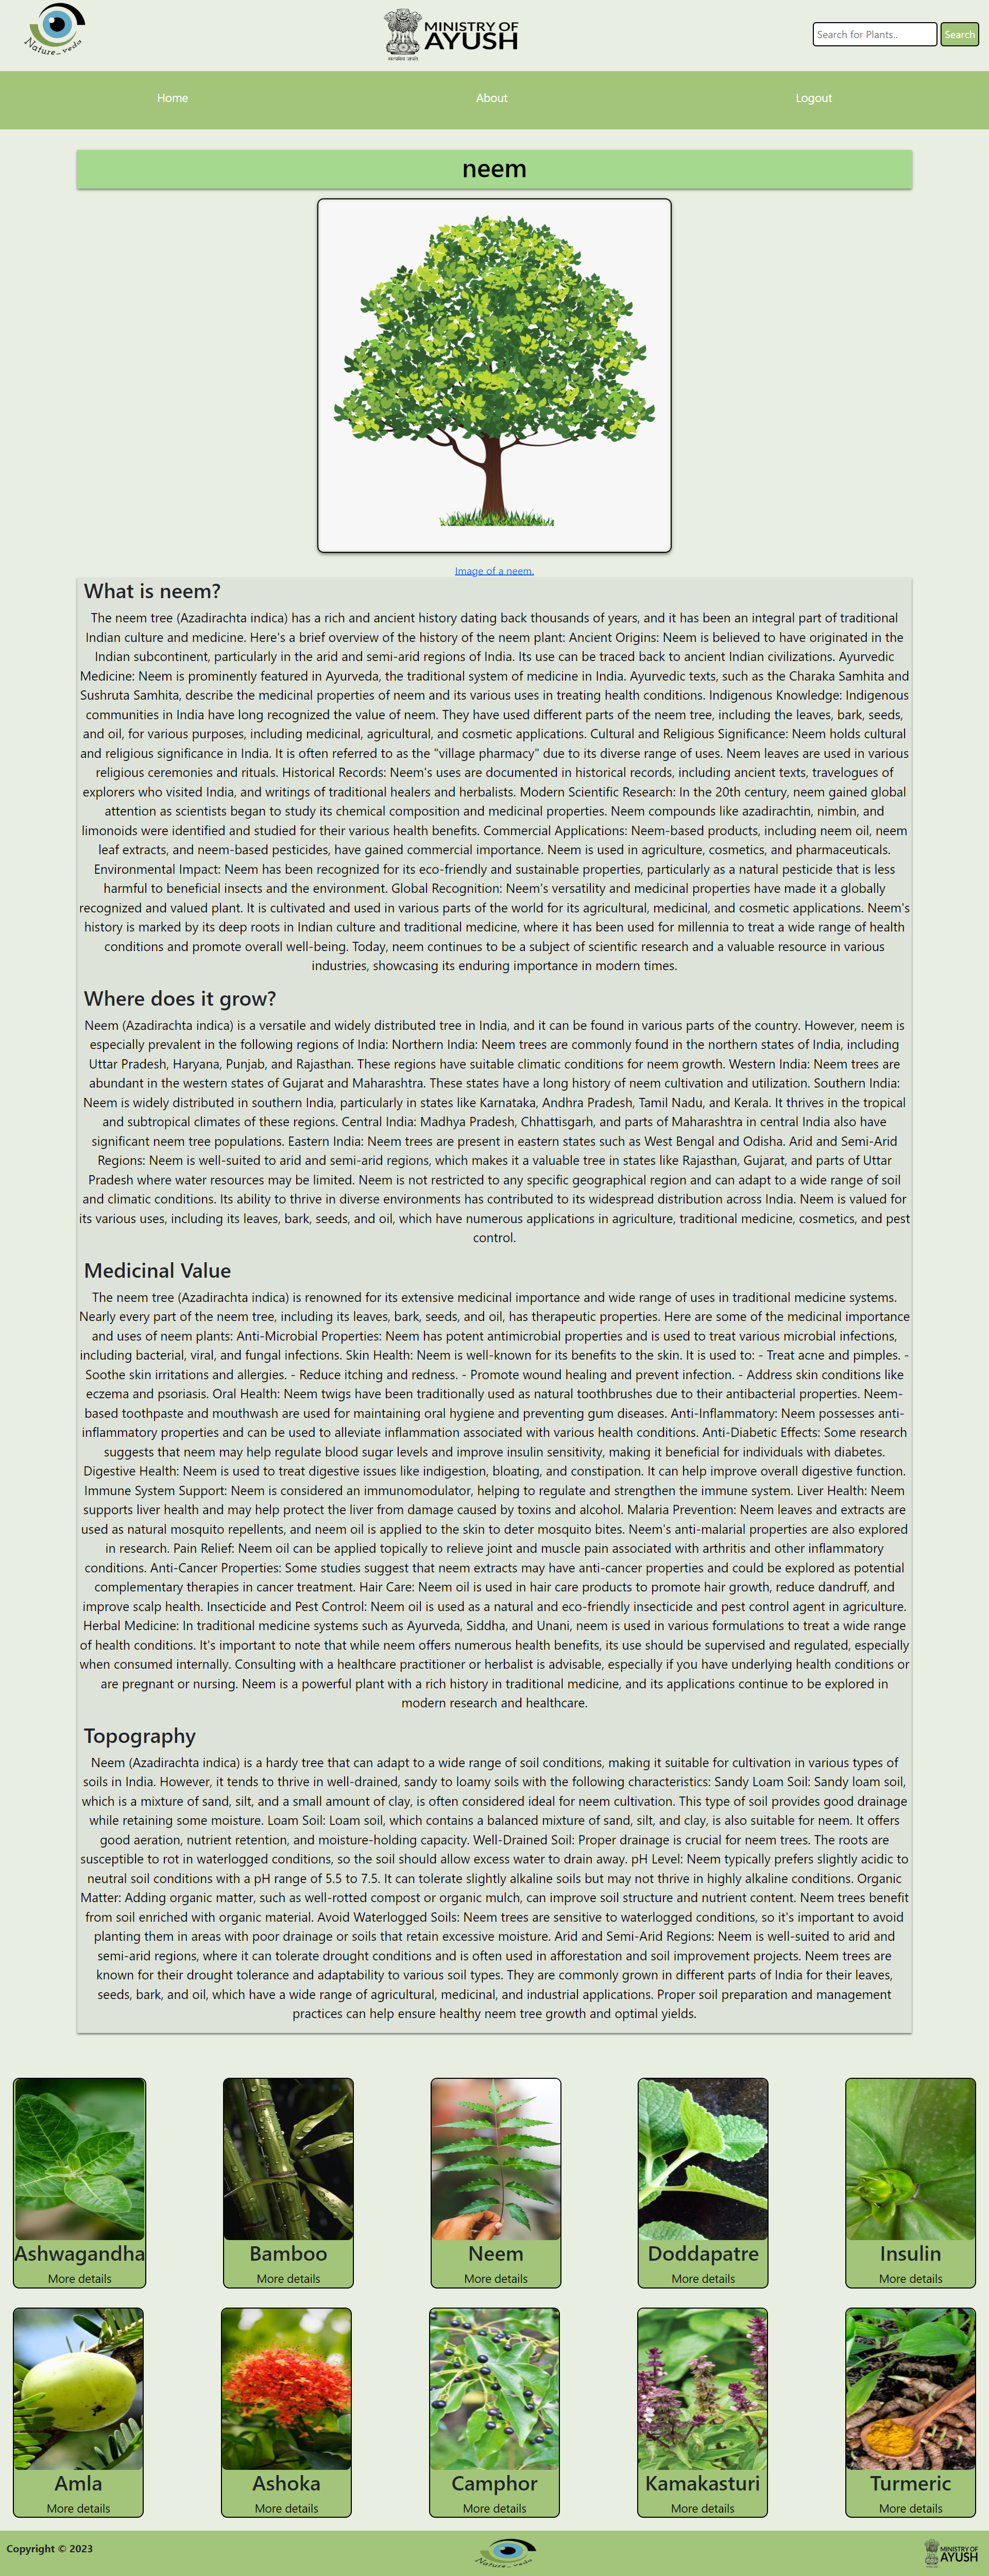 Nature_veda
MINISTRY OF
AYUSH
सत्यमेव जयते
Search for Plants..
Search
Home
About
Logout
neem
Image of a neem.
What is neem?
The neem tree (Azadirachta indica) has a rich and ancient history dating back thousands of years, and it has been an integral part of traditional
Indian culture and medicine. Here's a brief overview of the history of the neem plant: Ancient Origins: Neem is believed to have originated in the
Indian subcontinent, particularly in the arid and semi-arid regions of India. Its use can be traced back to ancient Indian civilizations. Ayurvedic
Medicine: Neem is prominently featured in Ayurveda, the traditional system of medicine in India. Ayurvedic texts, such as the Charaka Samhita and
Sushruta Samhita, describe the medicinal properties of neem and its various uses in treating health conditions. Indigenous Knowledge: Indigenous
communities in India have long recognized the value of neem. They have used different parts of the neem tree, including the leaves, bark, seeds,
and oil, for various purposes, including medicinal, agricultural, and cosmetic applications. Cultural and Religious Significance: Neem holds cultural
and religious significance in India. It is often referred to as the "village pharmacy" due to its diverse range of uses. Neem leaves are used in various
religious ceremonies and rituals. Historical Records: Neem's uses are documented in historical records, including ancient texts, travelogues of
explorers who visited India, and writings of traditional healers and herbalists. Modern Scientific Research: In the 20th century, neem gained global
attention as scientists began to study its chemical composition and medicinal properties. Neem compounds like azadirachtin, nimbin, and
limonoids were identified and studied for their various health benefits. Commercial Applications: Neem-based products, including neem oil, neem
leaf extracts, and neem-based pesticides, have gained commercial importance. Neem is used in agriculture, cosmetics, and pharmaceuticals.
Environmental Impact: Neem has been recognized for its eco-friendly and sustainable properties, particularly as a natural pesticide that is less
harmful to beneficial insects and the environment. Global Recognition: Neem's versatility and medicinal properties have made it a globally
recognized and valued plant. It is cultivated and used in various parts of the world for its agricultural, medicinal, and cosmetic applications. Neem's
history is marked by its deep roots in Indian culture and traditional medicine, where it has been used for millennia to treat a wide range of health
conditions and promote overall well-being. Today, neem continues to be a subject of scientific research and a valuable resource in various
industries, showcasing its enduring importance in modern times.
Where does it grow?
Neem (Azadirachta indica) is a versatile and widely distributed tree in India, and it can be found in various parts of the country. However, neem is
especially prevalent in the following regions of India: Northern India: Neem trees are commonly found in the northern states of India, including
Uttar Pradesh, Haryana, Punjab, and Rajasthan. These regions have suitable climatic conditions for neem growth. Western India: Neem trees are
abundant in the western states of Gujarat and Maharashtra. These states have a long history of neem cultivation and utilization. Southern India:
Neem is widely distributed in southern India, particularly in states like Karnataka, Andhra Pradesh, Tamil Nadu, and Kerala. It thrives in the tropical
and subtropical climates of these regions. Central India: Madhya Pradesh, Chhattisgarh, and parts of Maharashtra in central India also have
significant neem tree populations. Eastern India: Neem trees are present in eastern states such as West Bengal and Odisha. Arid and Semi-Arid
Regions: Neem is well-suited to arid and semi-arid regions, which makes it a valuable tree in states like Rajasthan, Gujarat, and parts of Uttar
Pradesh where water resources may be limited. Neem is not restricted to any specific geographical region and can adapt to a wide range of soil
and climatic conditions. Its ability to thrive in diverse environments has contributed to its widespread distribution across India. Neem is valued for
its various uses, including its leaves, bark, seeds, and oil, which have numerous applications in agriculture, traditional medicine, cosmetics, and pest
control.
Medicinal Value
The neem tree (Azadirachta indica) is renowned for its extensive medicinal importance and wide range of uses in traditional medicine systems.
Nearly every part of the neem tree, including its leaves, bark, seeds, and oil, has therapeutic properties. Here are some of the medicinal importance
and uses of neem plants: Anti-Microbial Properties: Neem has potent antimicrobial properties and is used to treat various microbial infections,
including bacterial, viral, and fungal infections. Skin Health: Neem is well-known for its benefits to the skin. It is used to: - Treat acne and pimples. -
Soothe skin irritations and allergies. - Reduce itching and redness. - Promote wound healing and prevent infection. - Address skin conditions like
eczema and psoriasis. Oral Health: Neem twigs have been traditionally used as natural toothbrushes due to their antibacterial properties. Neem-
based toothpaste and mouthwash are used for maintaining oral hygiene and preventing gum diseases. Anti-Inflammatory: Neem possesses anti-
inflammatory properties and can be used to alleviate inflammation associated with various health conditions. Anti-Diabetic Effects: Some research
suggests that neem may help regulate blood sugar levels and improve insulin sensitivity, making it beneficial for individuals with diabetes.
Digestive Health: Neem is used to treat digestive issues like indigestion, bloating, and constipation. It can help improve overall digestive function.
Immune System Support: Neem is considered an immunomodulator, helping to regulate and strengthen the immune system. Liver Health: Neem
supports liver health and may help protect the liver from damage caused by toxins and alcohol. Malaria Prevention: Neem leaves and extracts are
used as natural mosquito repellents, and neem oil is applied to the skin to deter mosquito bites. Neem's anti-malarial properties are also explored
in research. Pain Relief: Neem oil can be applied topically to relieve joint and muscle pain associated with arthritis and other inflammatory
conditions. Anti-Cancer Properties: Some studies suggest that neem extracts may have anti-cancer properties and could be explored as potential
complementary therapies in cancer treatment. Hair Care: Neem oil is used in hair care products to promote hair growth, reduce dandruff, and
improve scalp health. Insecticide and Pest Control: Neem oil is used as a natural and eco-friendly insecticide and pest control agent in agriculture.
Herbal Medicine: In traditional medicine systems such as Ayurveda, Siddha, and Unani, neem is used in various formulations to treat a wide range
of health conditions. It's important to note that while neem offers numerous health benefits, its use should be supervised and regulated, especially
when consumed internally. Consulting with a healthcare practitioner or herbalist is advisable, especially if you have underlying health conditions or
are pregnant or nursing. Neem is a powerful plant with a rich history in traditional medicine, and its applications continue to be explored in
modern research and healthcare.
Topography
Neem (Azadirachta indica) is a hardy tree that can adapt to a wide range of soil conditions, making it suitable for cultivation in various types of
soils in India. However, it tends to thrive in well-drained, sandy to loamy soils with the following characteristics: Sandy Loam Soil: Sandy loam soil,
which is a mixture of sand, silt, and a small amount of clay, is often considered ideal for neem cultivation. This type of soil provides good drainage
while retaining some moisture. Loam Soil: Loam soil, which contains a balanced mixture of sand, silt, and clay, is also suitable for neem. It offers
good aeration, nutrient retention, and moisture-holding capacity. Well-Drained Soil: Proper drainage is crucial for neem trees. The roots are
susceptible to rot in waterlogged conditions, so the soil should allow excess water to drain away. pH Level: Neem typically prefers slightly acidic to
neutral soil conditions with a pH range of 5.5 to 7.5. It can tolerate slightly alkaline soils but may not thrive in highly alkaline conditions. Organic
Matter: Adding organic matter, such as well-rotted compost or organic mulch, can improve soil structure and nutrient content. Neem trees benefit
from soil enriched with organic material. Avoid Waterlogged Soils: Neem trees are sensitive to waterlogged conditions, so it's important to avoid
planting them in areas with poor drainage or soils that retain excessive moisture. Arid and Semi-Arid Regions: Neem is well-suited to arid and
semi-arid regions, where it can tolerate drought conditions and is often used in afforestation and soil improvement projects. Neem trees are
known for their drought tolerance and adaptability to various soil types. They are commonly grown in different parts of India for their leaves,
seeds, bark, and oil, which have a wide range of agricultural, medicinal, and industrial applications. Proper soil preparation and management
practices can help ensure healthy neem tree growth and optimal yields.
Ashwagandha
More details
Bamboo
More details
Neem
More details
Doddapatre
More details
Insulin
More details
Amla
More details
Ashoka
More details
Camphor
More details
Kamakasturi
More details
Turmeric
More details
Copyright © 2023
Nature_veda
MINISTRY OF
AYUSH